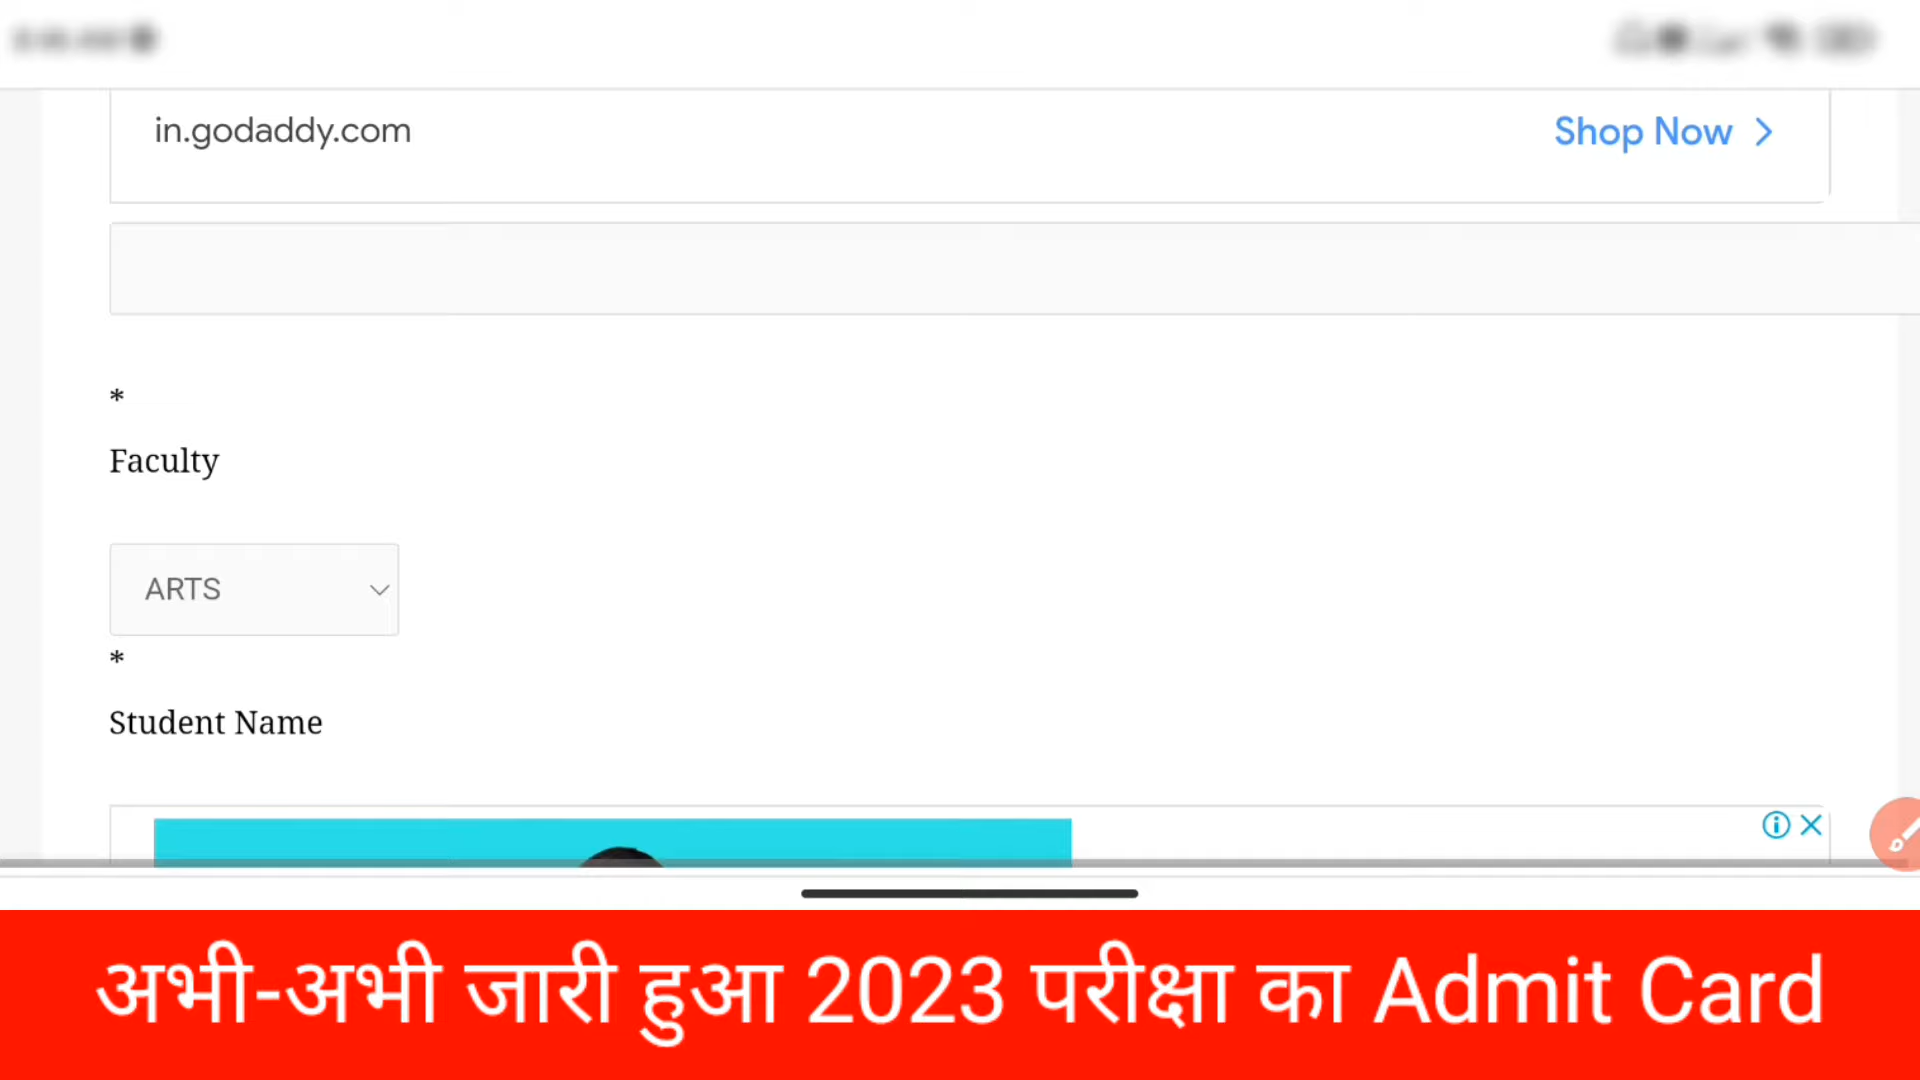 in.godaddy.com
Shop Now
*
Faculty
ARTS
*
Student Name
अभी-अभी जारी हुआ 2023 परीक्षा का Admit Card